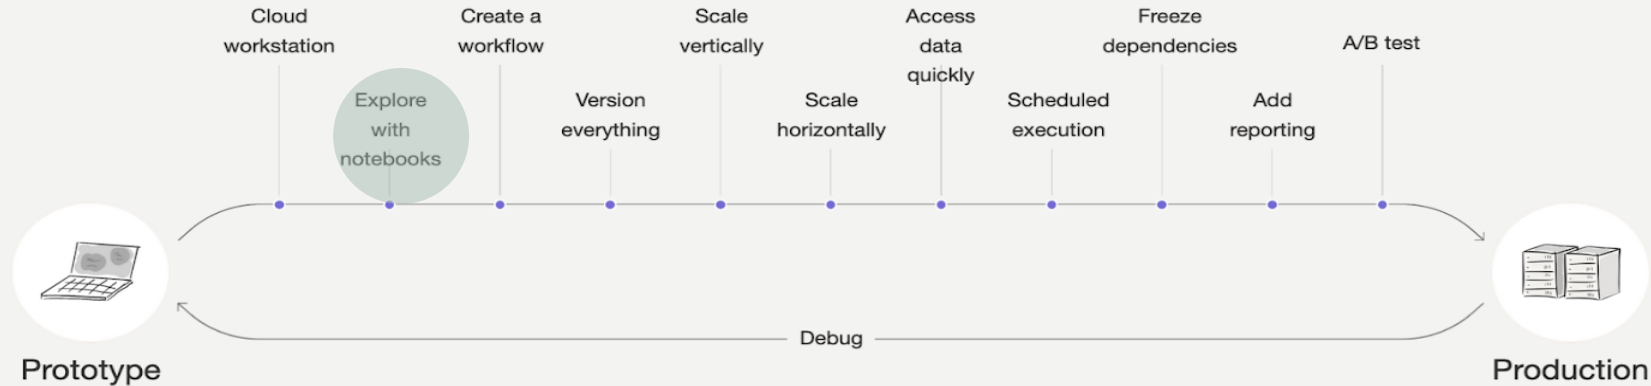 Cloud
workstation
Explore
with
notebooks
Create a
workflow
Version
everything
Scale
vertically
Scale
horizontally
Access
data
quickly
Scheduled
execution
Freeze
dependencies
Add
reporting
A/B test
Debug
Prototype
Production